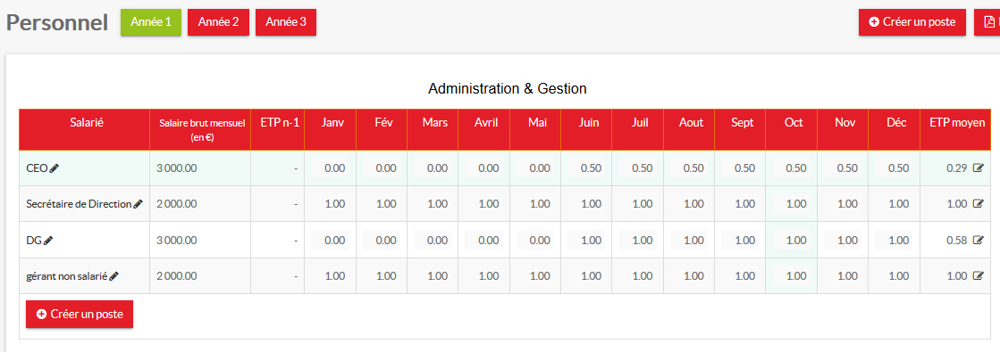 Personnel Année 1 Année 2 Année 3 Créer un poste
Administration & Gestion
Salarié Salaire brut mensuel (en €) ETP n-1 Janv Fév Mars Avril Mai Juin Juil Aout Sept Oct Nov Déc ETP moyen
CEO 3 000.00 - 0.00 0.00 0.00 0.00 0.00 0.50 0.50 0.50 0.50 0.50 0.50 0.50 0.29
Secrétaire de Direction 2 000.00 - 1.00 1.00 1.00 1.00 1.00 1.00 1.00 1.00 1.00 1.00 1.00 1.00 1.00
DG 3 000.00 - 0.00 0.00 0.00 0.00 0.00 1.00 1.00 1.00 1.00 1.00 1.00 1.00 0.58
gérant non salarié 2 000.00 - 1.00 1.00 1.00 1.00 1.00 1.00 1.00 1.00 1.00 1.00 1.00 1.00 1.00
Créer un poste